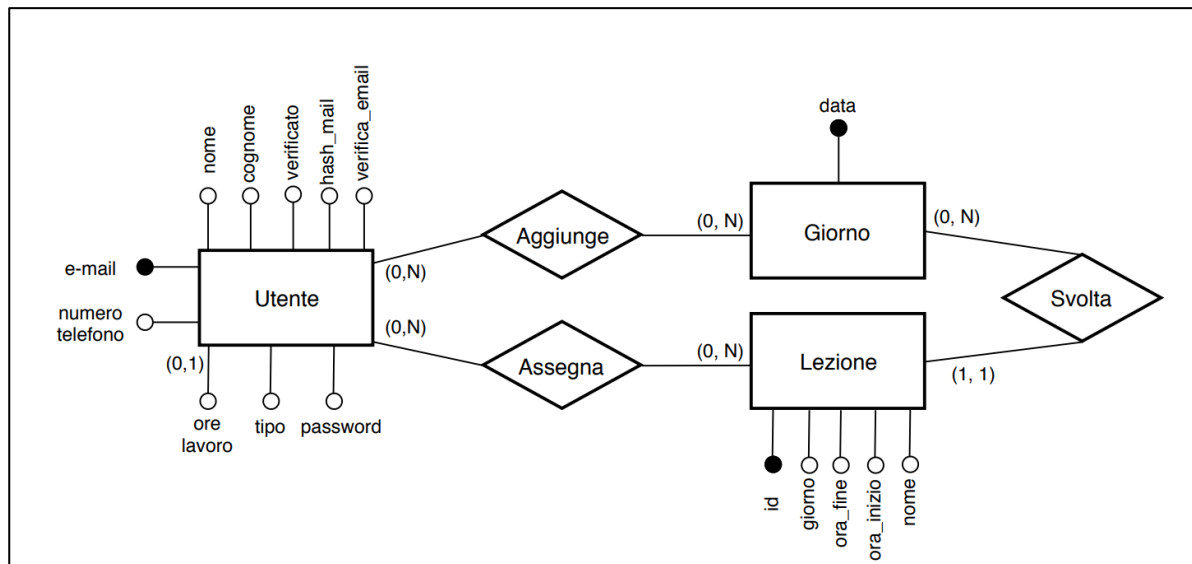 nome
cognome
verificato
hash_mail
verifica_email
data
e-mail
numero
telefono
Utente
(0,1)
ore
lavoro
tipo
password
(0,N)
(0,N)
Aggiunge
Assegna
(0, N)
(0, N)
Giorno
(0, N)
Svolta
Lezione
(1, 1)
id
giorno
ora_fine
ora_inizio
nome